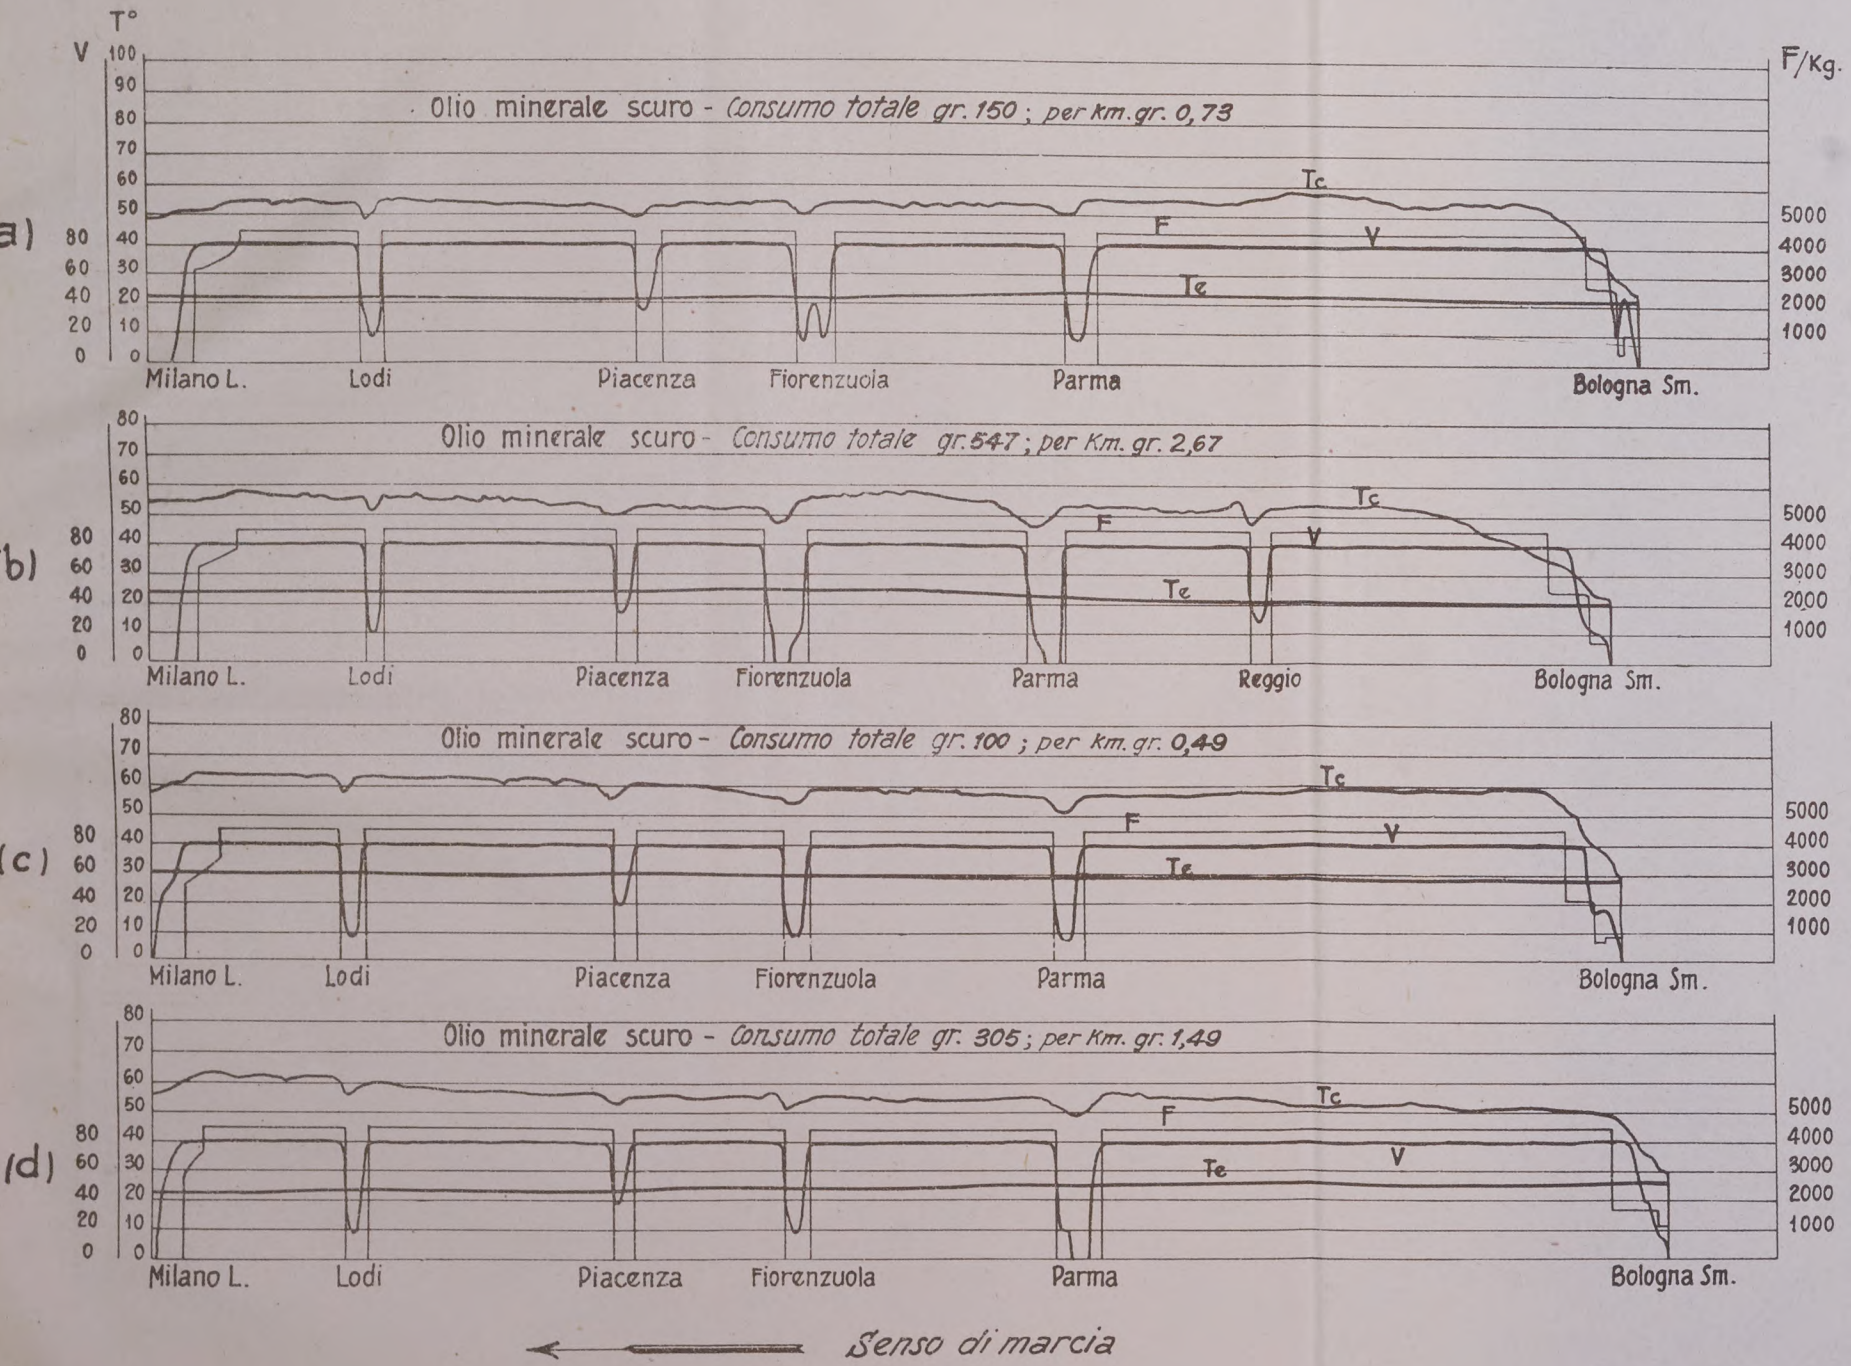 T°
V 100 F/Kg.
90
Olio minerale scuro - Consumo totale gr. 150 ; per km. gr. 0,73
80
70
60 Tc
50 F 5000
a) 80 40 V 4000
60 30 3000
40 20 Te 2000
20 10 1000
0 0
Milano L. Lodi Piacenza Fiorenzuola Parma Bologna Sm.
80
Olio minerale scuro - Consumo totale gr. 547 ; per Km. gr. 2,67
70
60
50 Tc 5000
80 40 F V 4000
b) 60 30 3000
40 20 Te 2000
20 10 1000
0 0
Milano L. Lodi Piacenza Fiorenzuola Parma Reggio Bologna Sm.
80
Olio minerale scuro - Consumo totale gr. 100 ; per km. gr. 0,49
70
60 Tc
50 5000
80 40 F V 4000
(c) 60 30 Te 3000
40 20 2000
20 10 1000
0 0
Milano L. Lodi Piacenza Fiorenzuola Parma Bologna Sm.
80
Olio minerale scuro - Consumo totale gr. 305 ; per Km. gr. 1,49
70
60 Tc
50 F 5000
80 40 V 4000
(d) 60 30 Te 3000
40 20 2000
20 10 1000
0 0
Milano L. Lodi Piacenza Fiorenzuola Parma Bologna Sm.
Senso di marcia